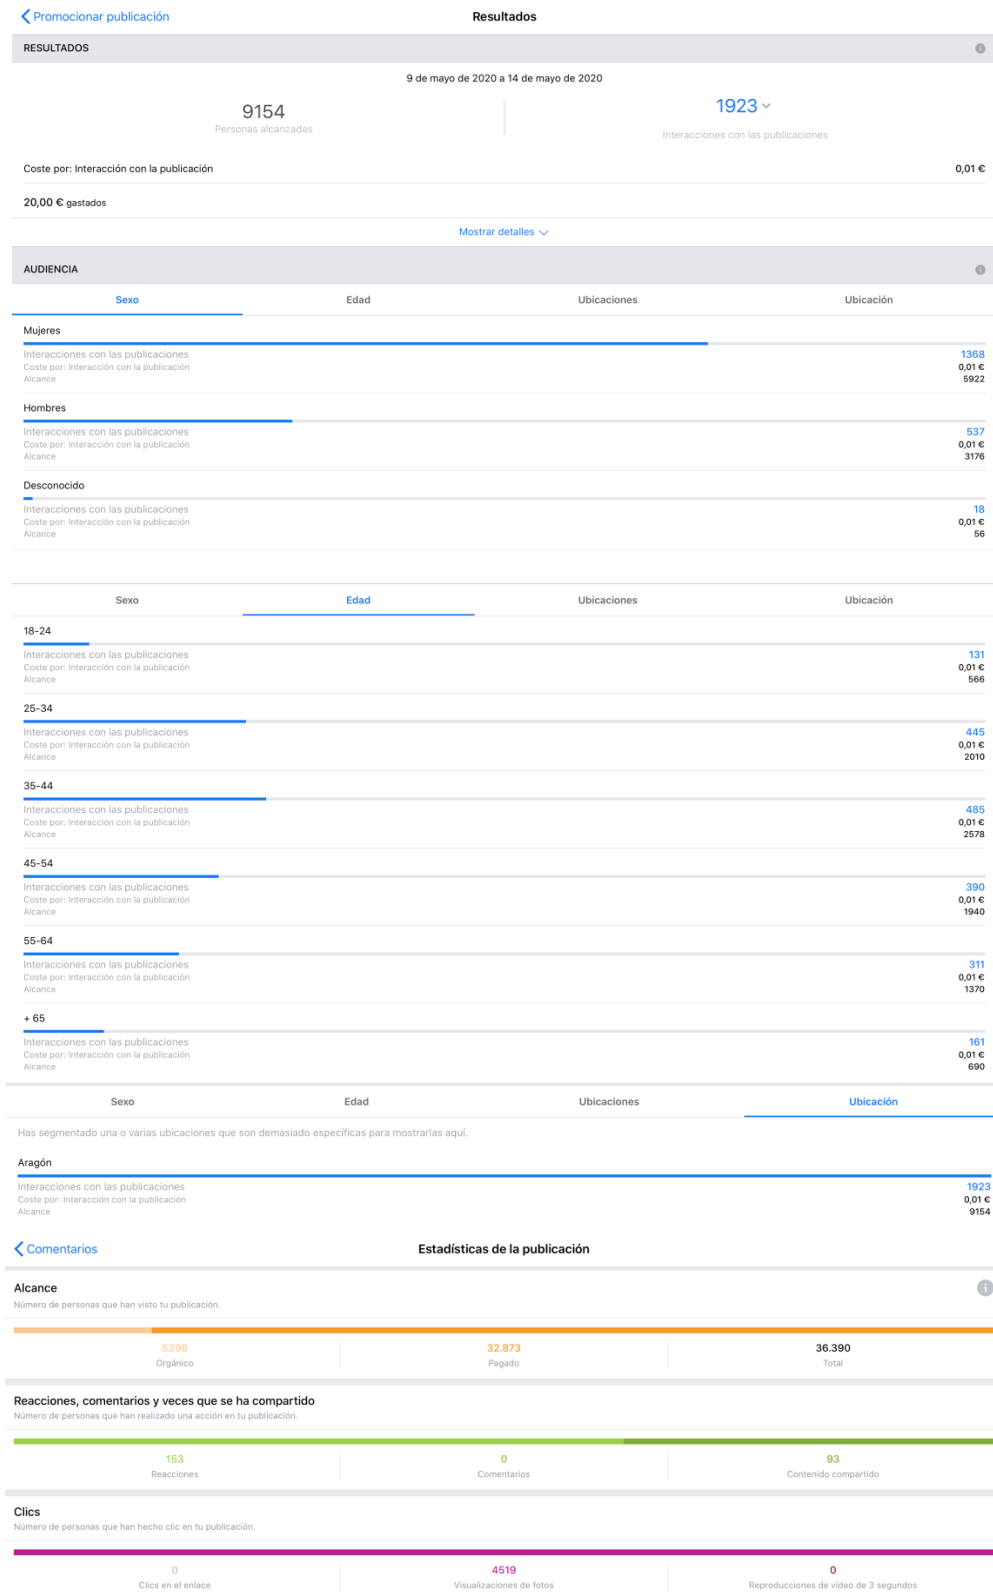 Promocionar publicación Resultados
RESULTADOS
9 de mayo de 2020 a 14 de mayo de 2020
9154 1923
Personas alcanzadas Interacciones con las publicaciones
Coste por: Interacción con la publicación 0,01 €
20,00 € gastados
Mostrar detalles
AUDIENCIA
Sexo Edad Ubicaciones Ubicación
Mujeres
Interacciones con las publicaciones 1368
Coste por: Interacción con la publicación 0,01 €
Alcance 5922
Hombres
Interacciones con las publicaciones 537
Coste por: Interacción con la publicación 0,01 €
Alcance 3176
Desconocido
Interacciones con las publicaciones 18
Coste por: Interacción con la publicación 0,01 €
Alcance 56
Sexo Edad Ubicaciones Ubicación
18-24
Interacciones con las publicaciones 131
Coste por: Interacción con la publicación 0,01 €
Alcance 566
25-34
Interacciones con las publicaciones 445
Coste por: Interacción con la publicación 0,01 €
Alcance 2010
35-44
Interacciones con las publicaciones 485
Coste por: Interacción con la publicación 0,01 €
Alcance 2578
45-54
Interacciones con las publicaciones 390
Coste por: Interacción con la publicación 0,01 €
Alcance 1940
55-64
Interacciones con las publicaciones 311
Coste por: Interacción con la publicación 0,01 €
Alcance 1370
+ 65
Interacciones con las publicaciones 161
Coste por: Interacción con la publicación 0,01 €
Alcance 690
Sexo Edad Ubicaciones Ubicación
Has segmentado una o varias ubicaciones que son demasiado específicas para mostrarlas aquí.
Aragón
Interacciones con las publicaciones 1923
Coste por: Interacción con la publicación 0,01 €
Alcance 9154
Comentarios Estadísticas de la publicación
Alcance
Número de personas que han visto tu publicación.
5396 32.873 36.390
Orgánico Pagado Total
Reacciones, comentarios y veces que se ha compartido
Número de personas que han realizado una acción en tu publicación.
153 0 93
Reacciones Comentarios Contenido compartido
Clics
Número de personas que han hecho clic en tu publicación.
0 4519 0
Clics en el enlace Visualizaciones de fotos Reproducciones de vídeo de 3 segundos